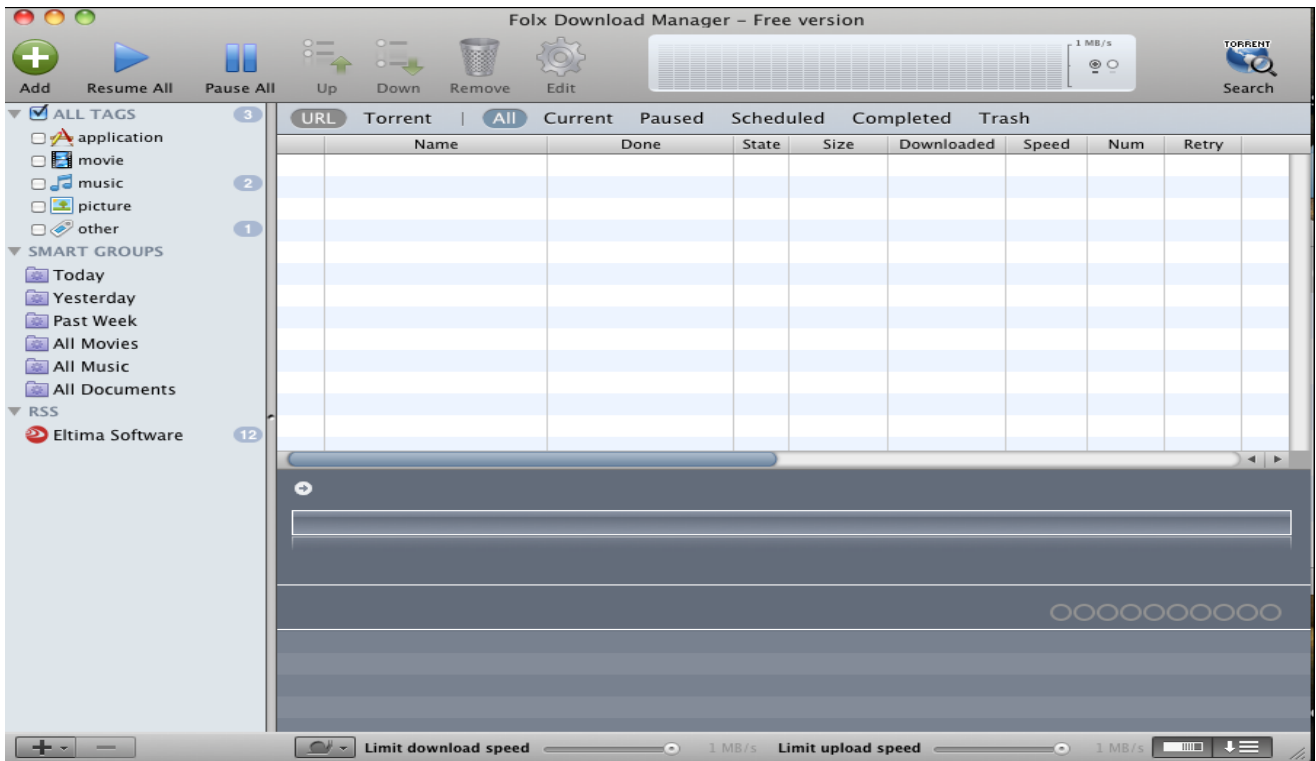 Folx Download Manager – Free version
Add Resume All Pause All Up Down Remove Edit 1 MB/s TORRENT Search
ALL TAGS 3
application
movie
music 2
picture
other 1
SMART GROUPS
Today
Yesterday
Past Week
All Movies
All Music
All Documents
RSS
Eltima Software 12
URL Torrent | All Current Paused Scheduled Completed Trash
Name Done State Size Downloaded Speed Num Retry
Limit download speed 1 MB/s Limit upload speed 1 MB/s